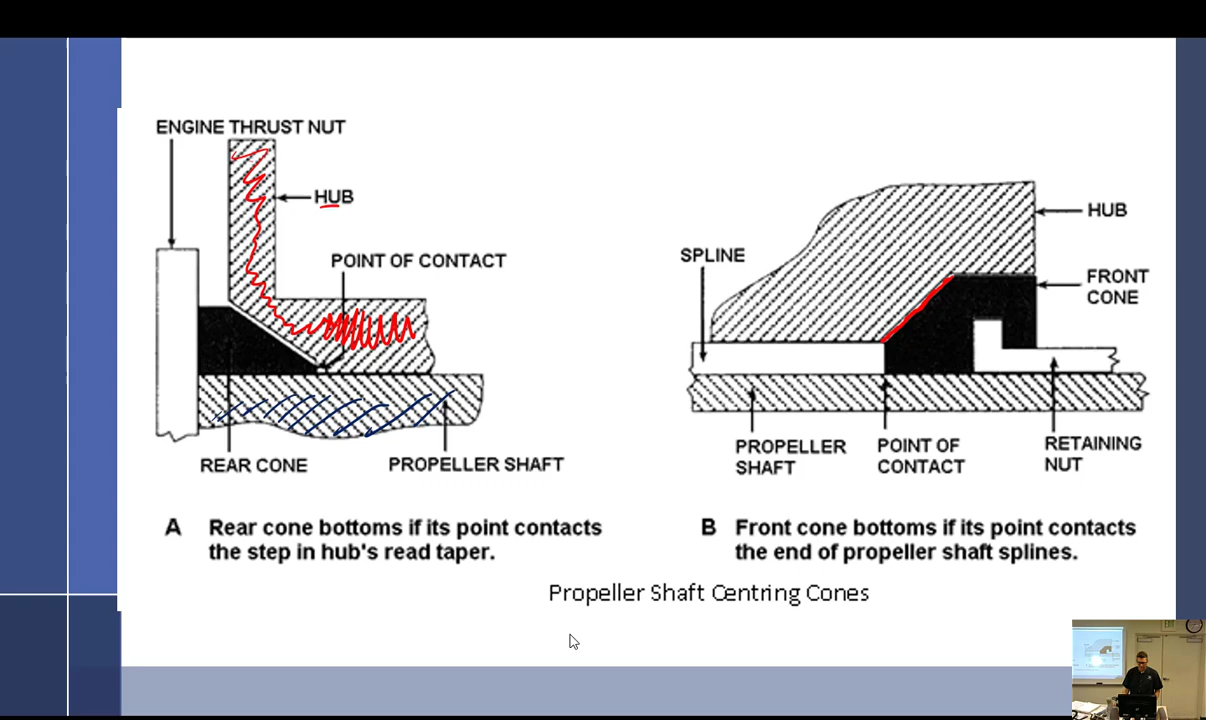 ENGINE THRUST NUT
HUB
POINT OF CONTACT
REAR CONE
PROPELLER SHAFT
A Rear cone bottoms if its point contacts
the step in hub's read taper.
SPLINE
HUB
FRONT
CONE
PROPELLER
SHAFT
POINT OF
CONTACT
RETAINING
NUT
B Front cone bottoms if its point contacts
the end of propeller shaft splines.
Propeller Shaft Centring Cones